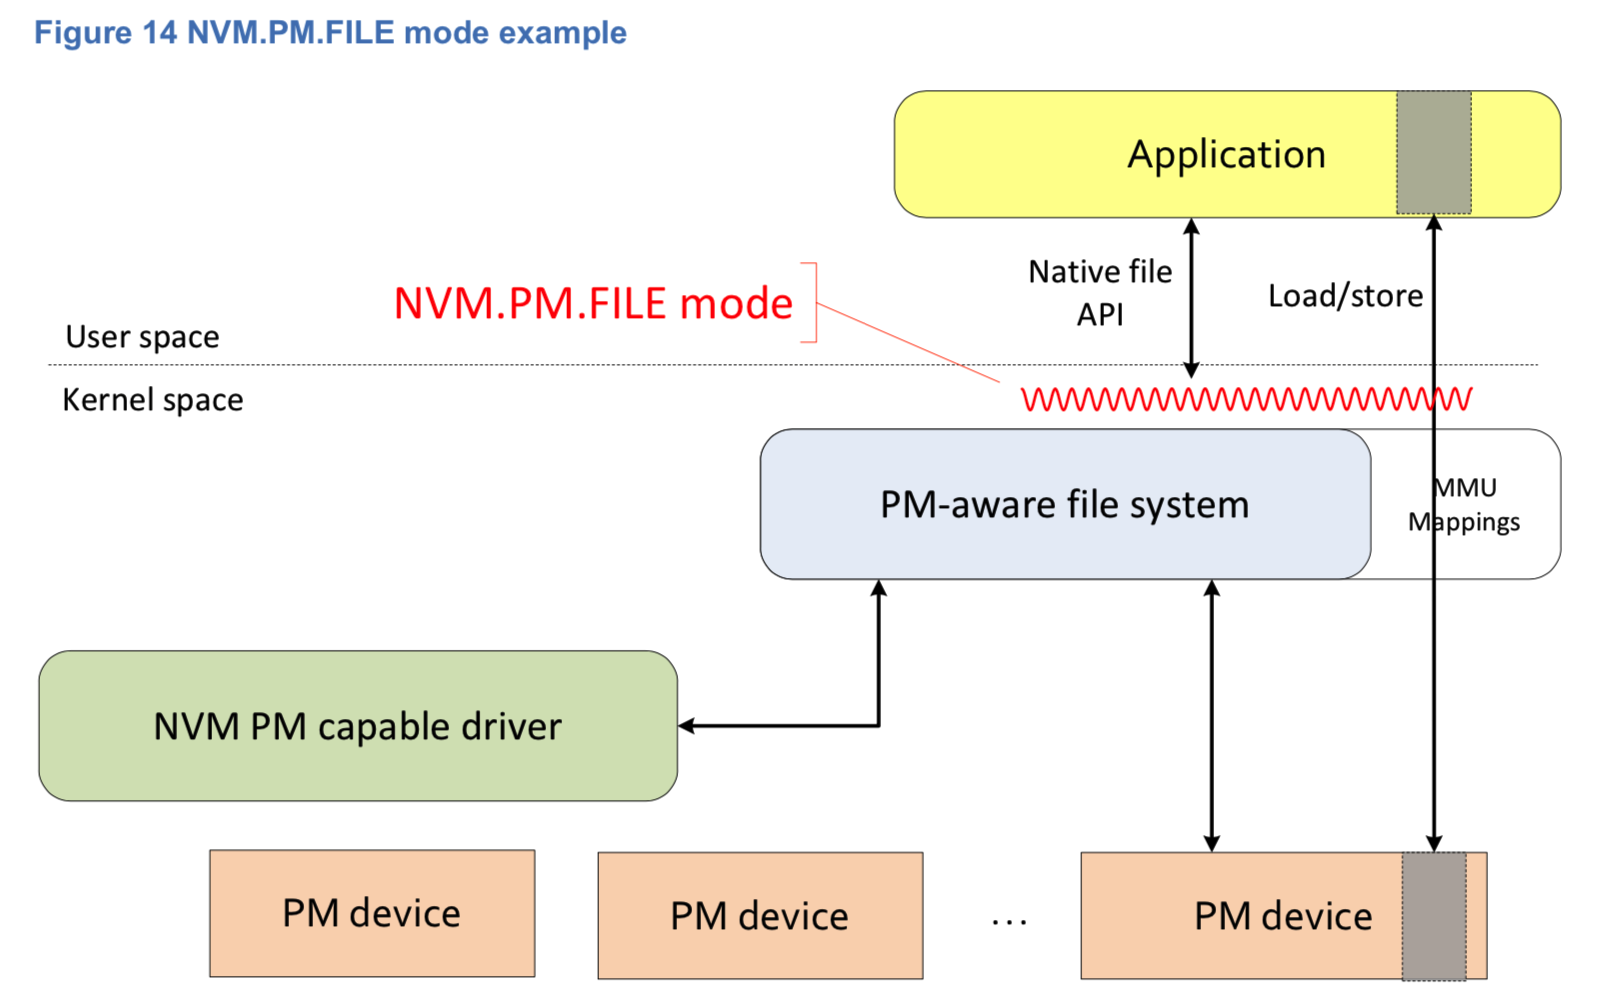 Figure 14 NVM.PM.FILE mode example
Application
Native file
API
Load/store
NVM.PM.FILE mode
User space
Kernel space
PM-aware file system
MMU
Mappings
NVM PM capable driver
PM device
PM device
...
PM device